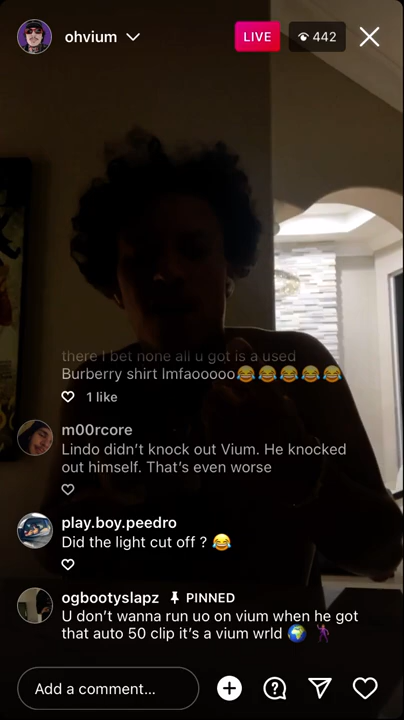 ohvium
LIVE
442
there I bet none all u got is a used
Burberry shirt lmfaooooo😂😂😂😂😂
1 like
m00rcore
Lindo didn't knock out Vium. He knocked
out himself. That's even worse
play.boy.peedro
Did the light cut off ? 😂
ogbootyslapz PINNED
U don't wanna run uo on vium when he got
that auto 50 clip it's a vium wrld 🌍 🕺
Add a comment...